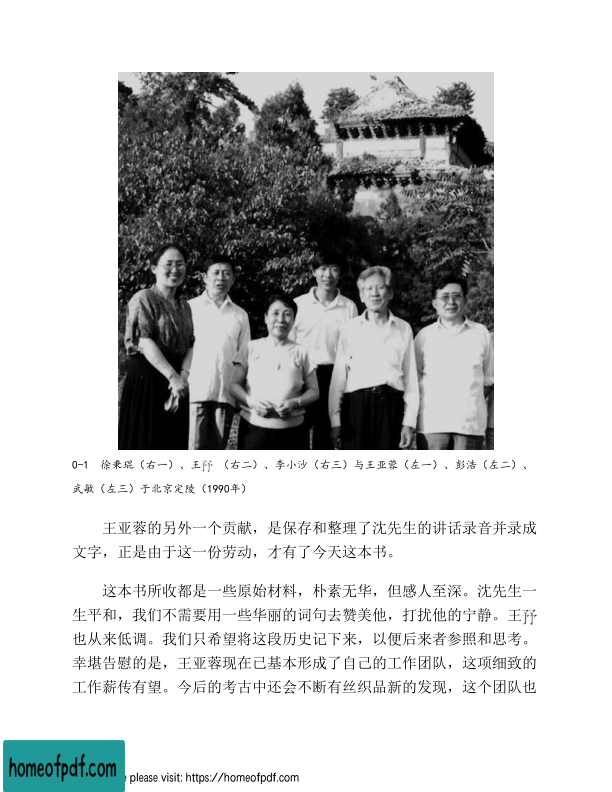 0-1 徐秉琨（右一）、王㐨（右二）、李小沙（右三）与王亚蓉（左一）、彭浩（左二）、
武敏（左三）于北京定陵（1990年）
王亚蓉的另外一个贡献，是保存和整理了沈先生的讲话录音并录成
文字，正是由于这一份劳动，才有了今天这本书。
这本书所收都是一些原始材料，朴素无华，但感人至深。沈先生一
生平和，我们不需要用一些华丽的词句去赞美他，打扰他的宁静。王㐨
也从来低调。我们只希望将这段历史记下来，以便后来者参照和思考。
幸堪告慰的是，王亚蓉现在已基本形成了自己的工作团队，这项细致的
工作薪传有望。今后的考古中还会不断有丝织品新的发现，这个团队也
homeofpdf.com
e please visit: https://homeofpdf.com